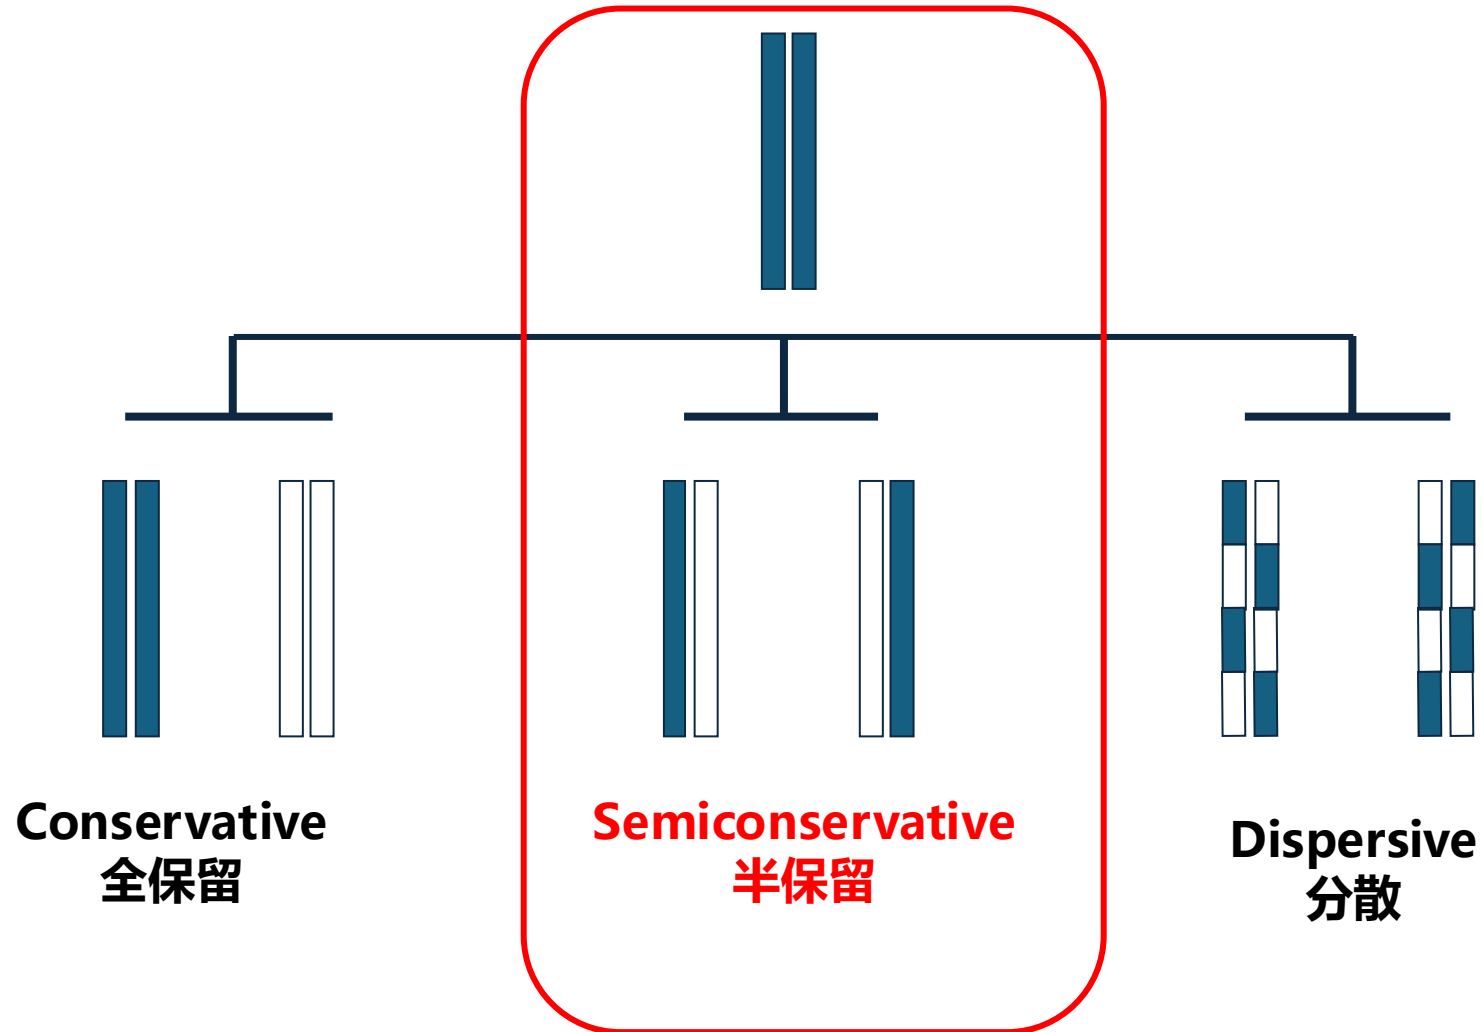 Conservative
全保留
Semiconservative
半保留
Dispersive
分散